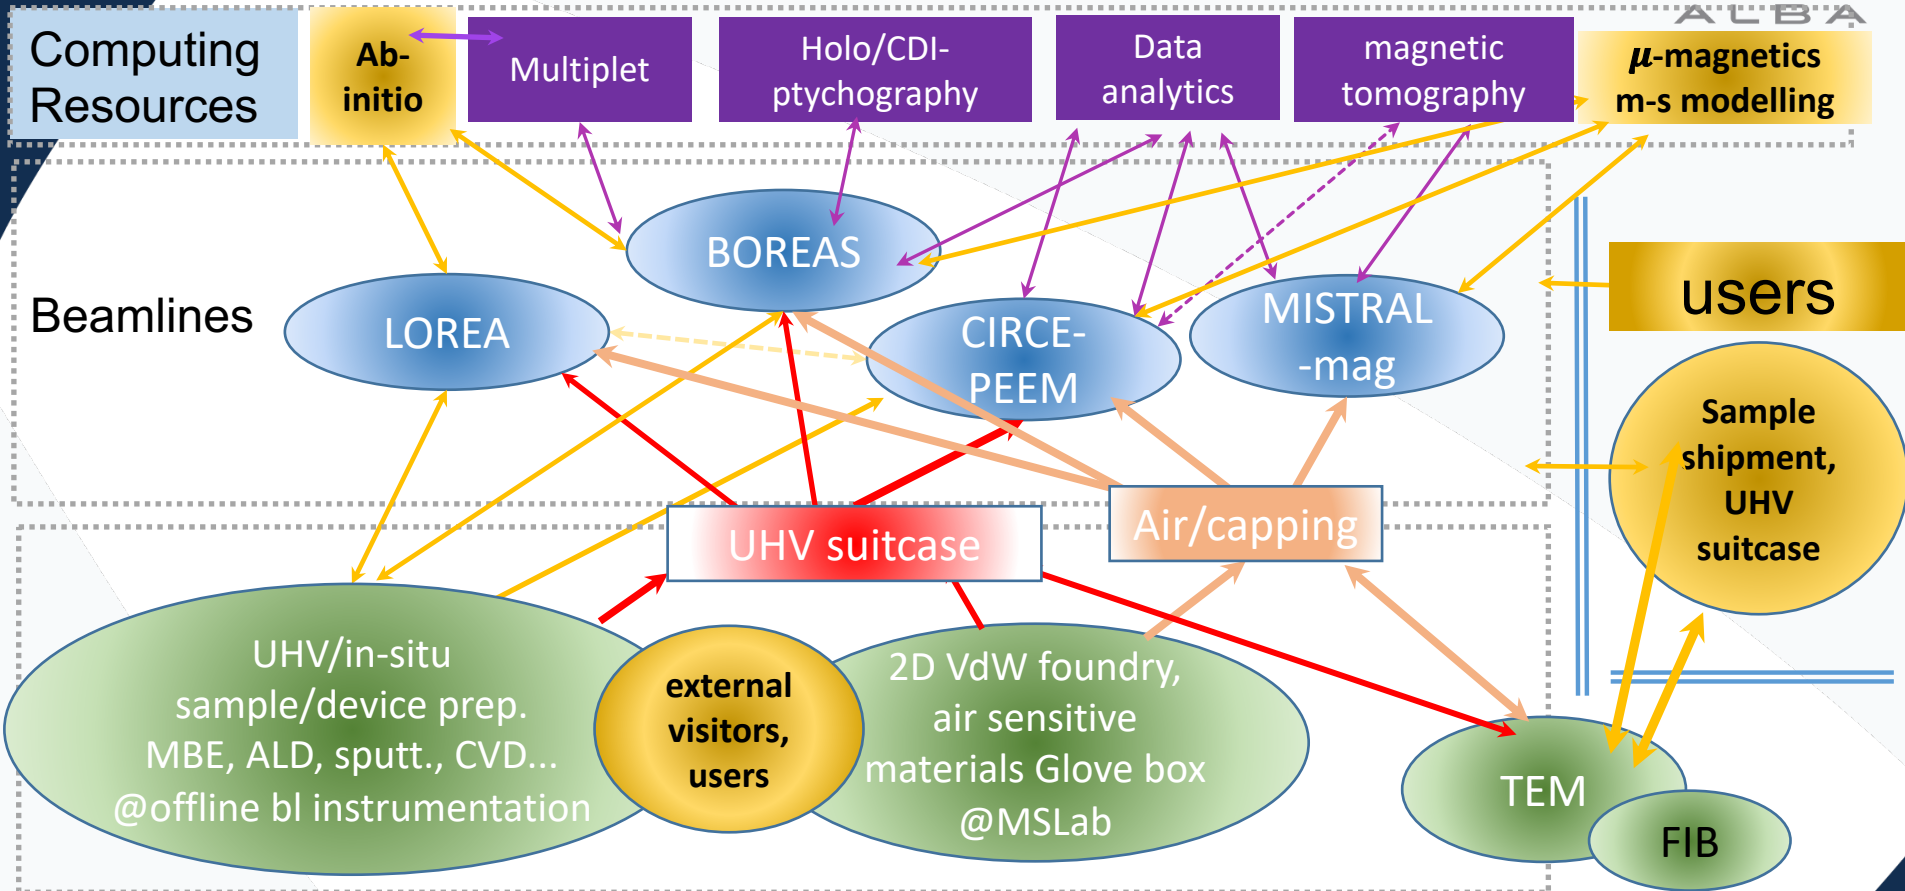 ALBA
Computing
Resources
Ab-
initio
Multiplet
Holo/CDI-
ptychography
Data
analytics
magnetic
tomography
μ-magnetics
m-s modelling
Beamlines
BOREAS
LOREA
CIRCE-
PEEM
MISTRAL
-mag
users
Sample
shipment,
UHV
suitcase
UHV suitcase
Air/capping
UHV/in-situ
sample/device prep.
MBE, ALD, sputt., CVD...
@offline bl instrumentation
external
visitors,
users
2D VdW foundry,
air sensitive
materials Glove box
@MSLab
TEM
FIB